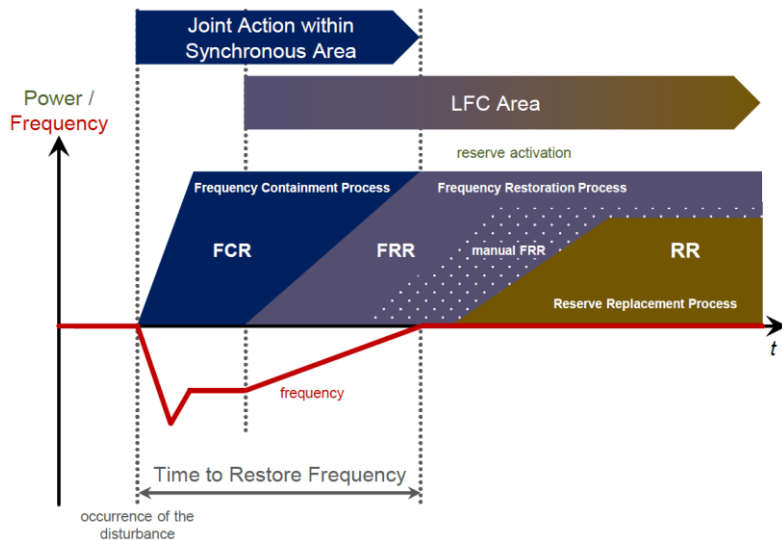 Joint Action within
Synchronous Area
LFC Area
Power /
Frequency
reserve activation
Frequency Containment Process
Frequency Restoration Process
FCR
FRR
manual FRR
RR
Reserve Replacement Process
t
frequency
Time to Restore Frequency
occurrence of the
disturbance